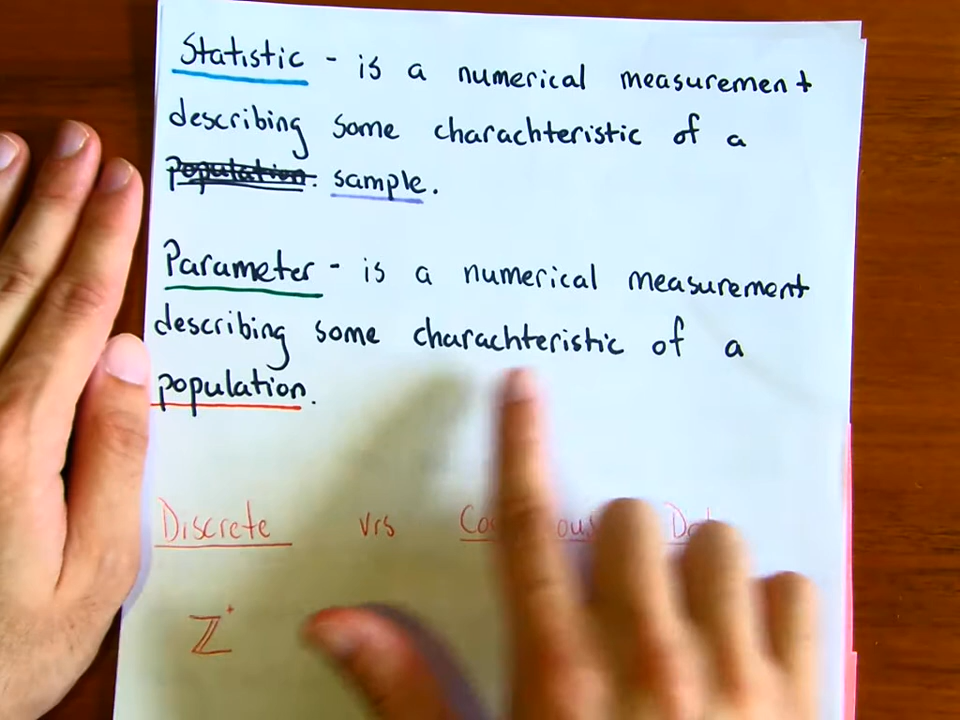 Statistic - is a numerical measurement
describing some charachteristic of a
population. sample.
Parameter - is a numerical measurement
describing some charachteristic of a
population.
Discrete vrs
ℤ⁺